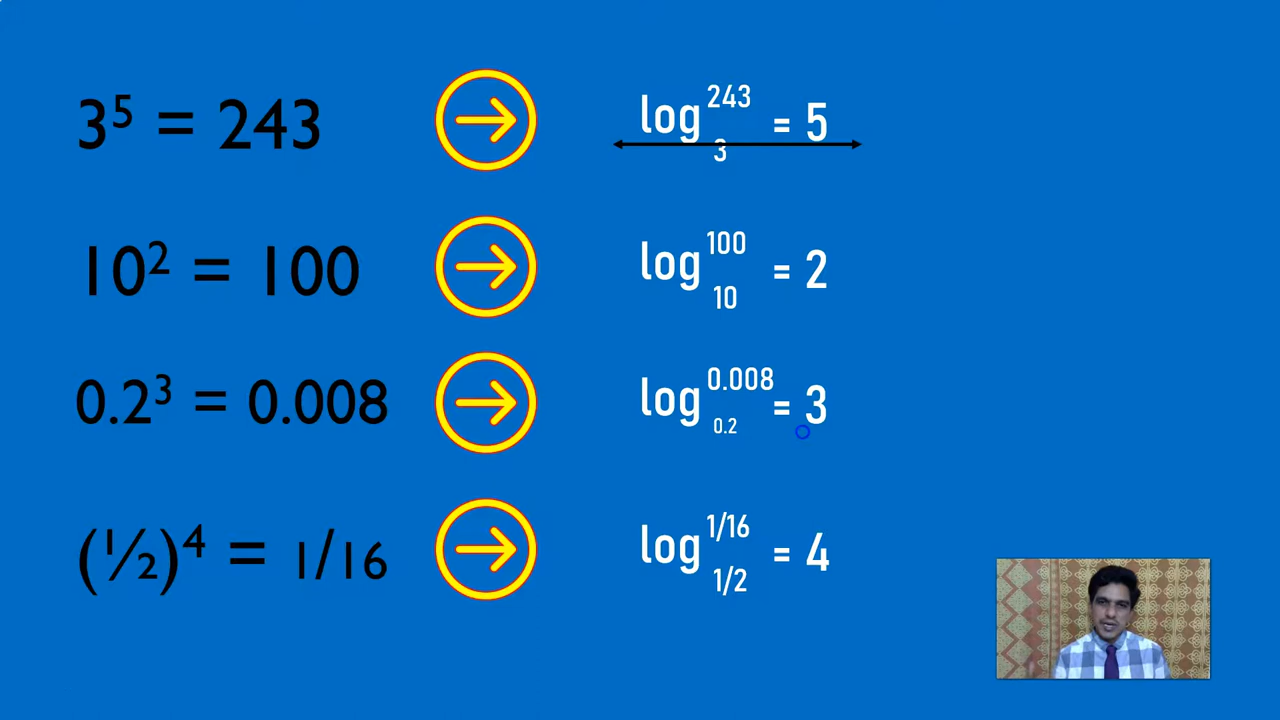 3⁵ = 243
log 243 3 = 5
10² = 100
log 100 10 = 2
0.2³ = 0.008
log 0.008 0.2 = 3
(½)⁴ = 1/16
log 1/16 1/2 = 4